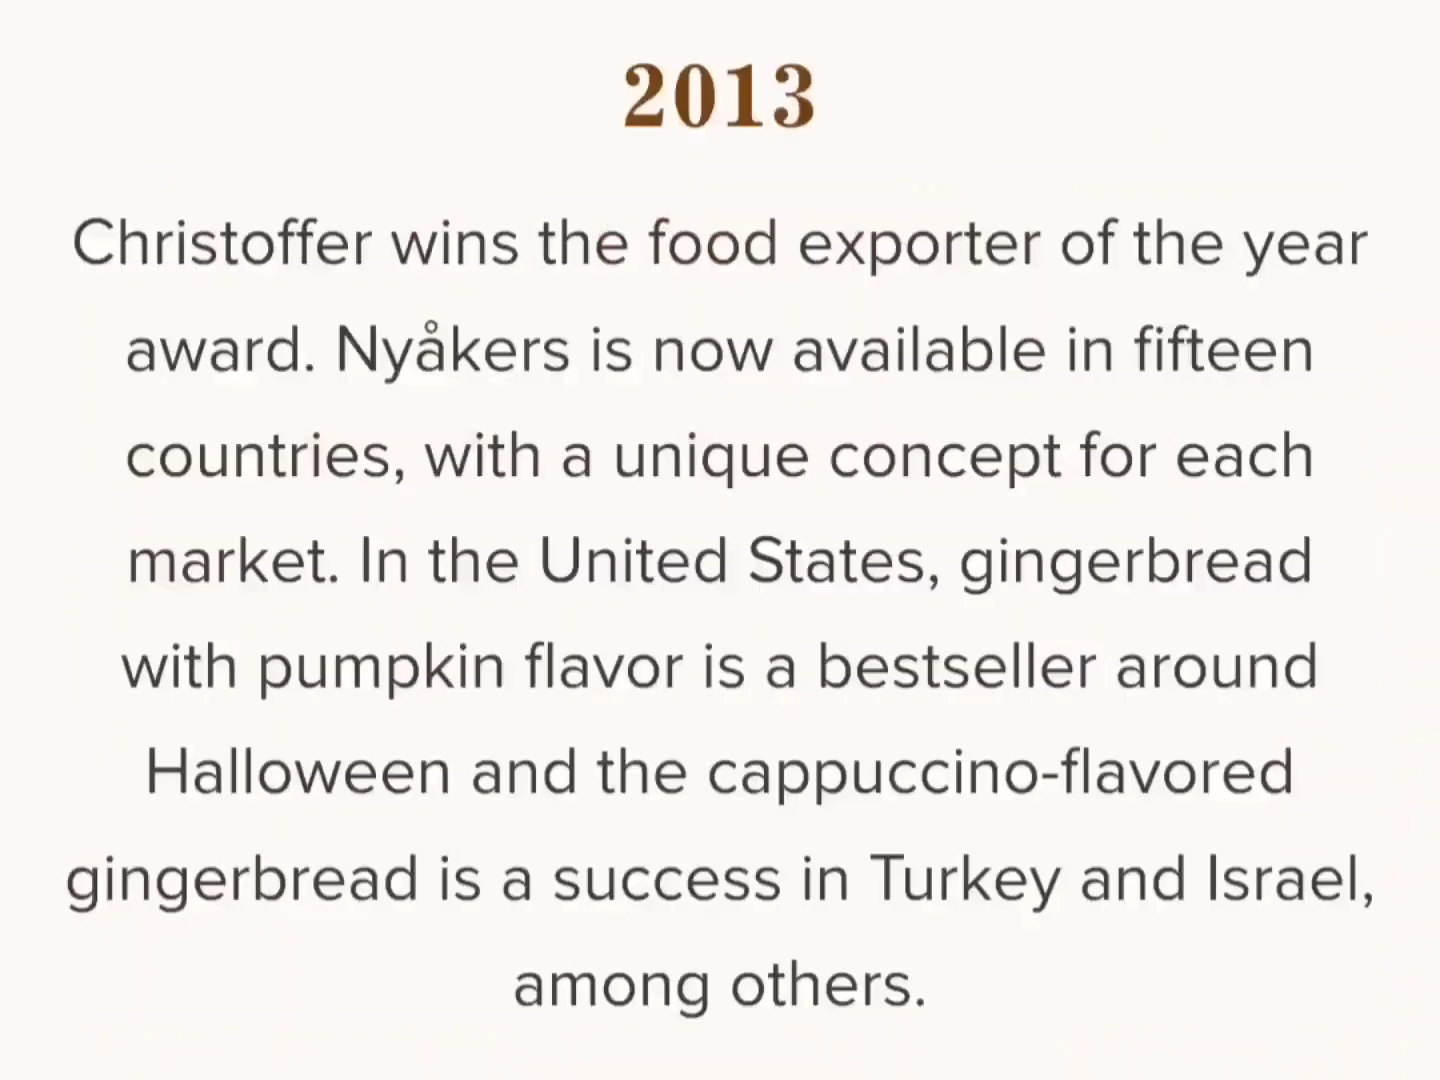 2013
Christoffer wins the food exporter of the year
award. Nyåkers is now available in fifteen
countries, with a unique concept for each
market. In the United States, gingerbread
with pumpkin flavor is a bestseller around
Halloween and the cappuccino-flavored
gingerbread is a success in Turkey and Israel,
among others.